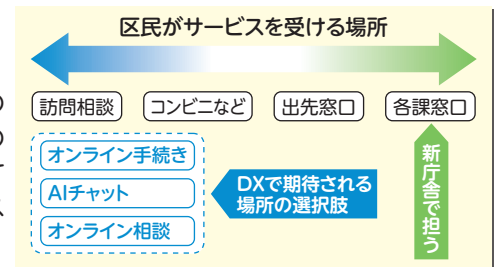 区民がサービスを受ける場所
訪問相談
コンビニなど
出先窓口
各課窓口
オンライン手続き
AIチャット
オンライン相談
DXで期待される
場所の選択肢
新庁舎で担う